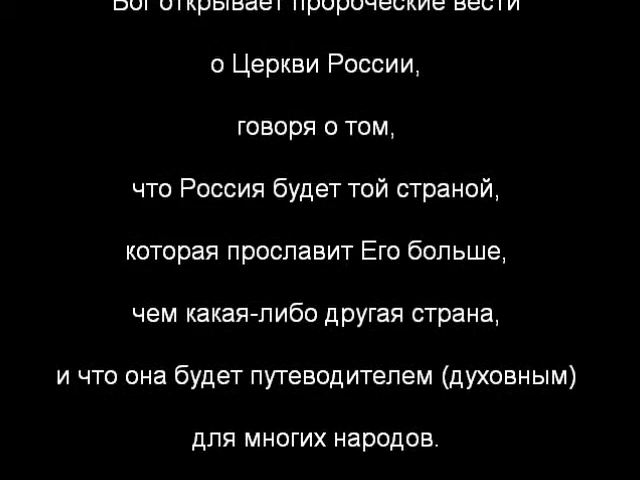 Бог открывает пророческие вести
о Церкви России,
говоря о том,
что Россия будет той страной,
которая прославит Его больше,
чем какая-либо другая страна,
и что она будет путеводителем (духовным)
для многих народов.